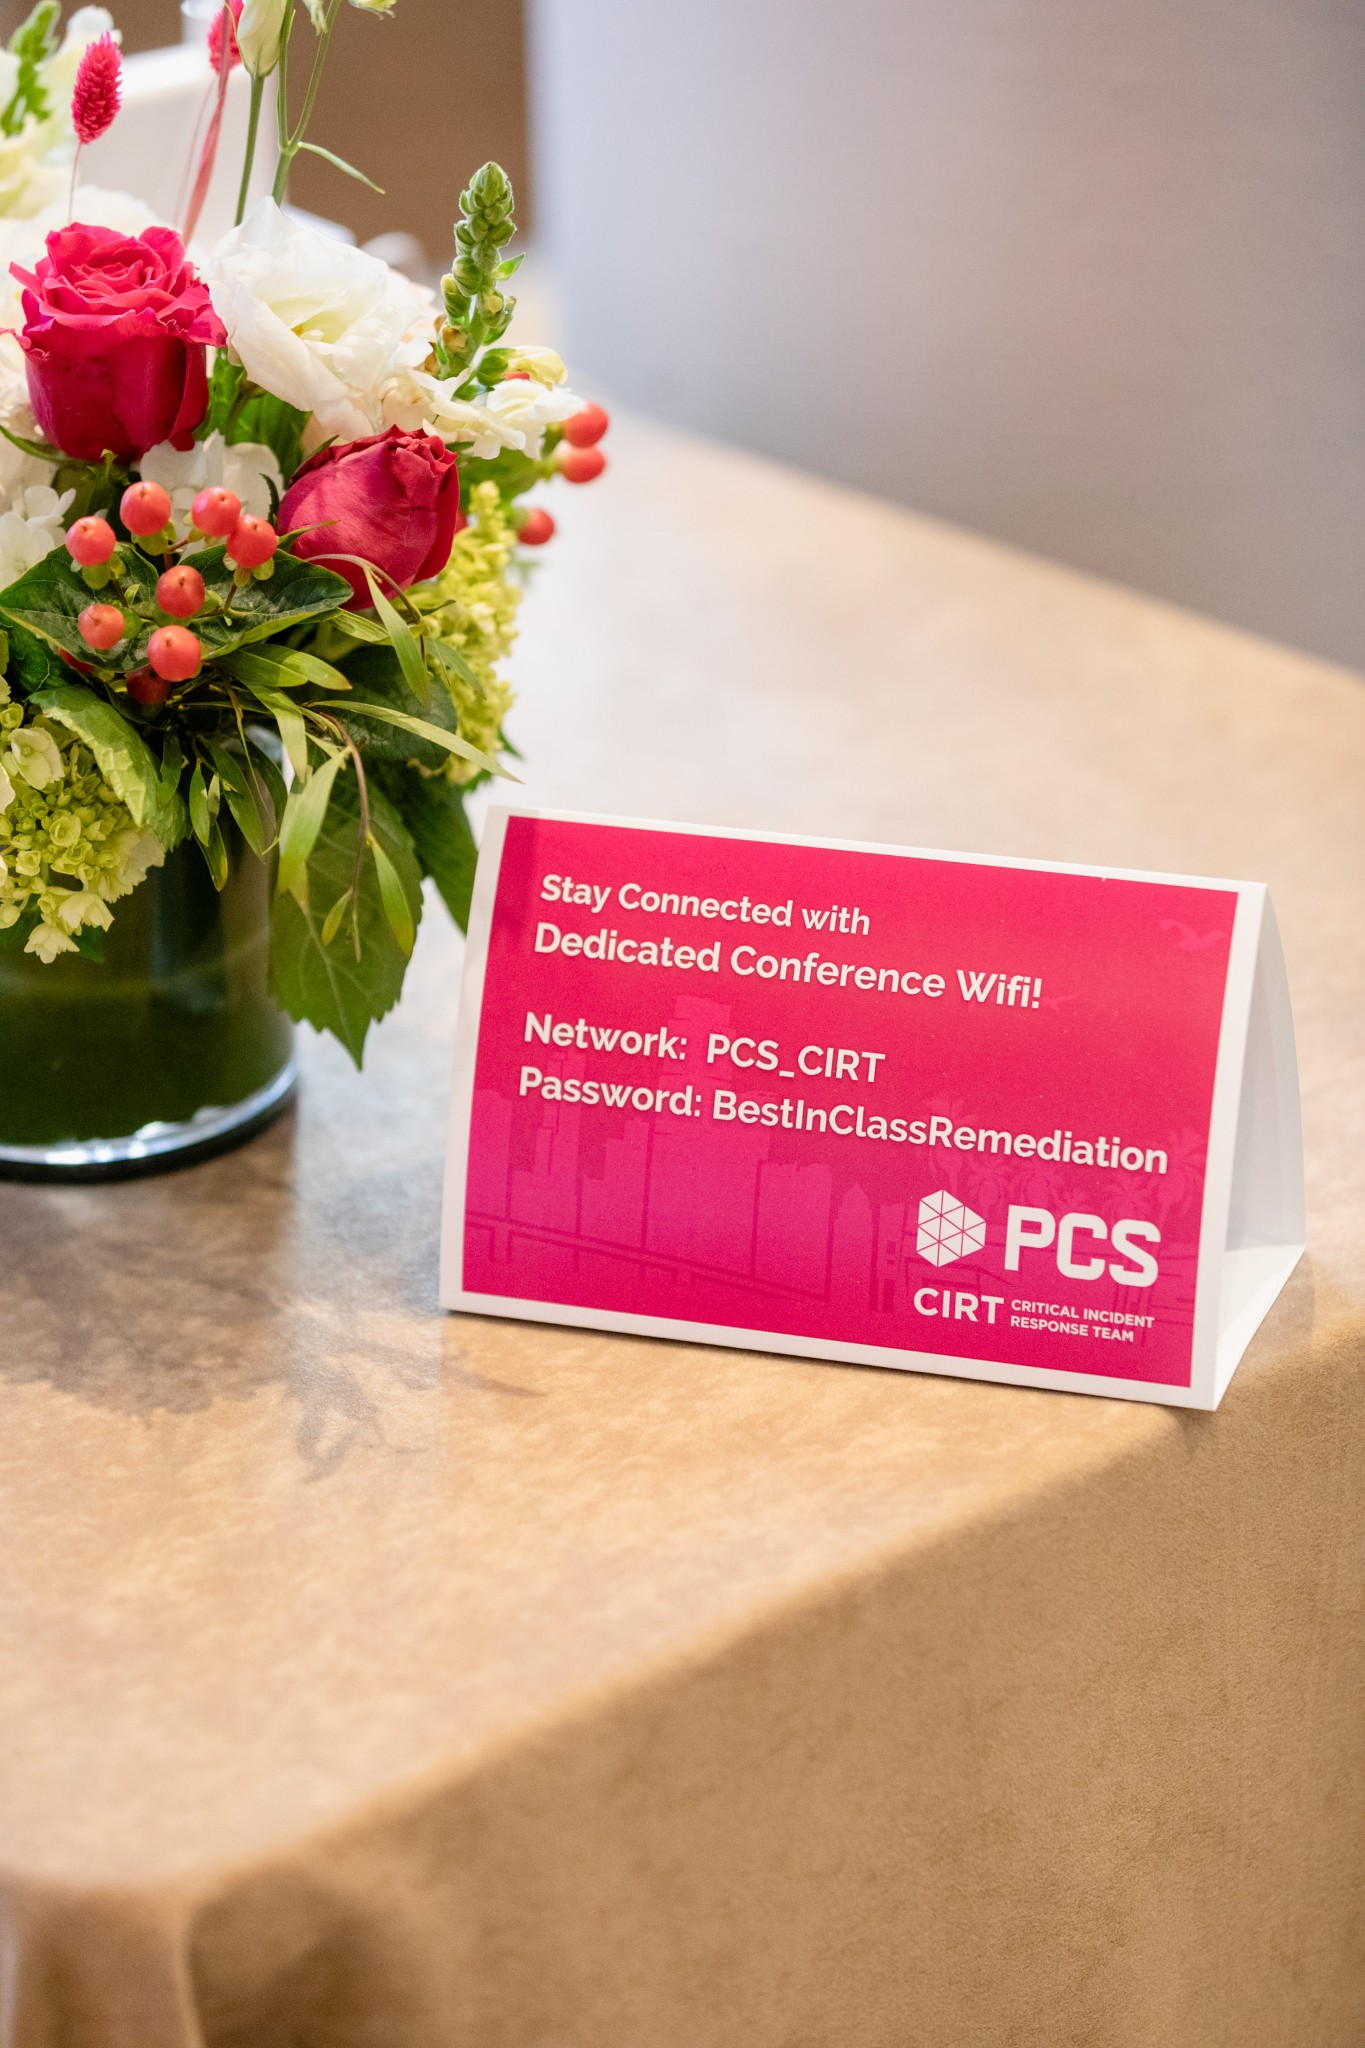 Stay Connected with
Dedicated Conference Wifi!
Network: PCS_CIRT
Password: BestInClassRemediation
PCS
CIRT CRITICAL INCIDENT
RESPONSE TEAM